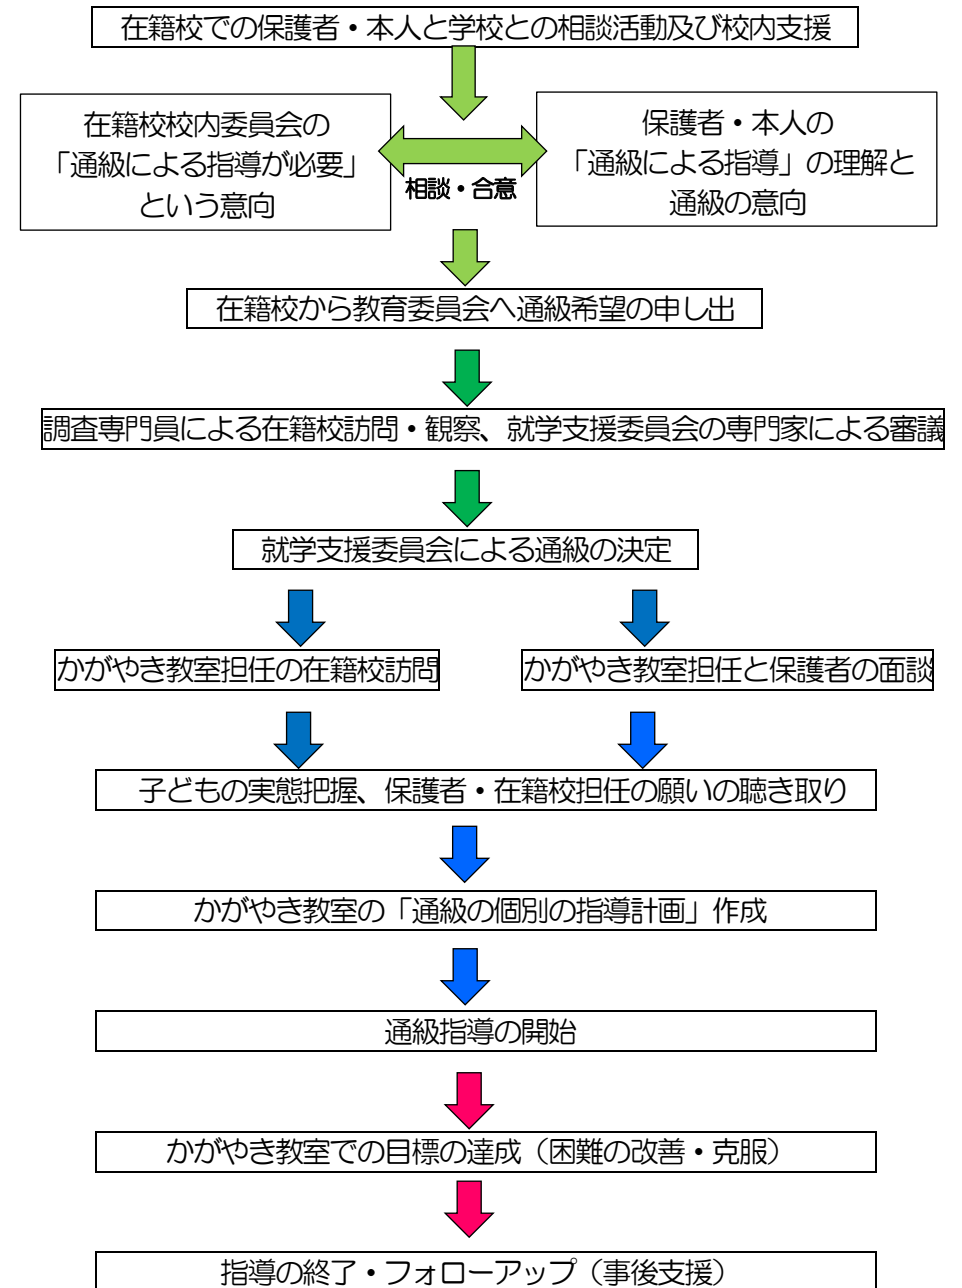 在籍校での保護者・本人と学校との相談活動及び校内支援
在籍校校内委員会の
「通級による指導が必要」
という意向
相談・合意
保護者・本人の
「通級による指導」の理解と
通級の意向
在籍校から教育委員会へ通級希望の申し出
調査専門員による在籍校訪問・観察、就学支援委員会の専門家による審議
就学支援委員会による通級の決定
かがやき教室担任の在籍校訪問
かがやき教室担任と保護者の面談
子どもの実態把握、保護者・在籍校担任の願いの聴き取り
かがやき教室の「通級の個別の指導計画」作成
通級指導の開始
かがやき教室での目標の達成（困難の改善・克服）
指導の終了・フォローアップ（事後支援）